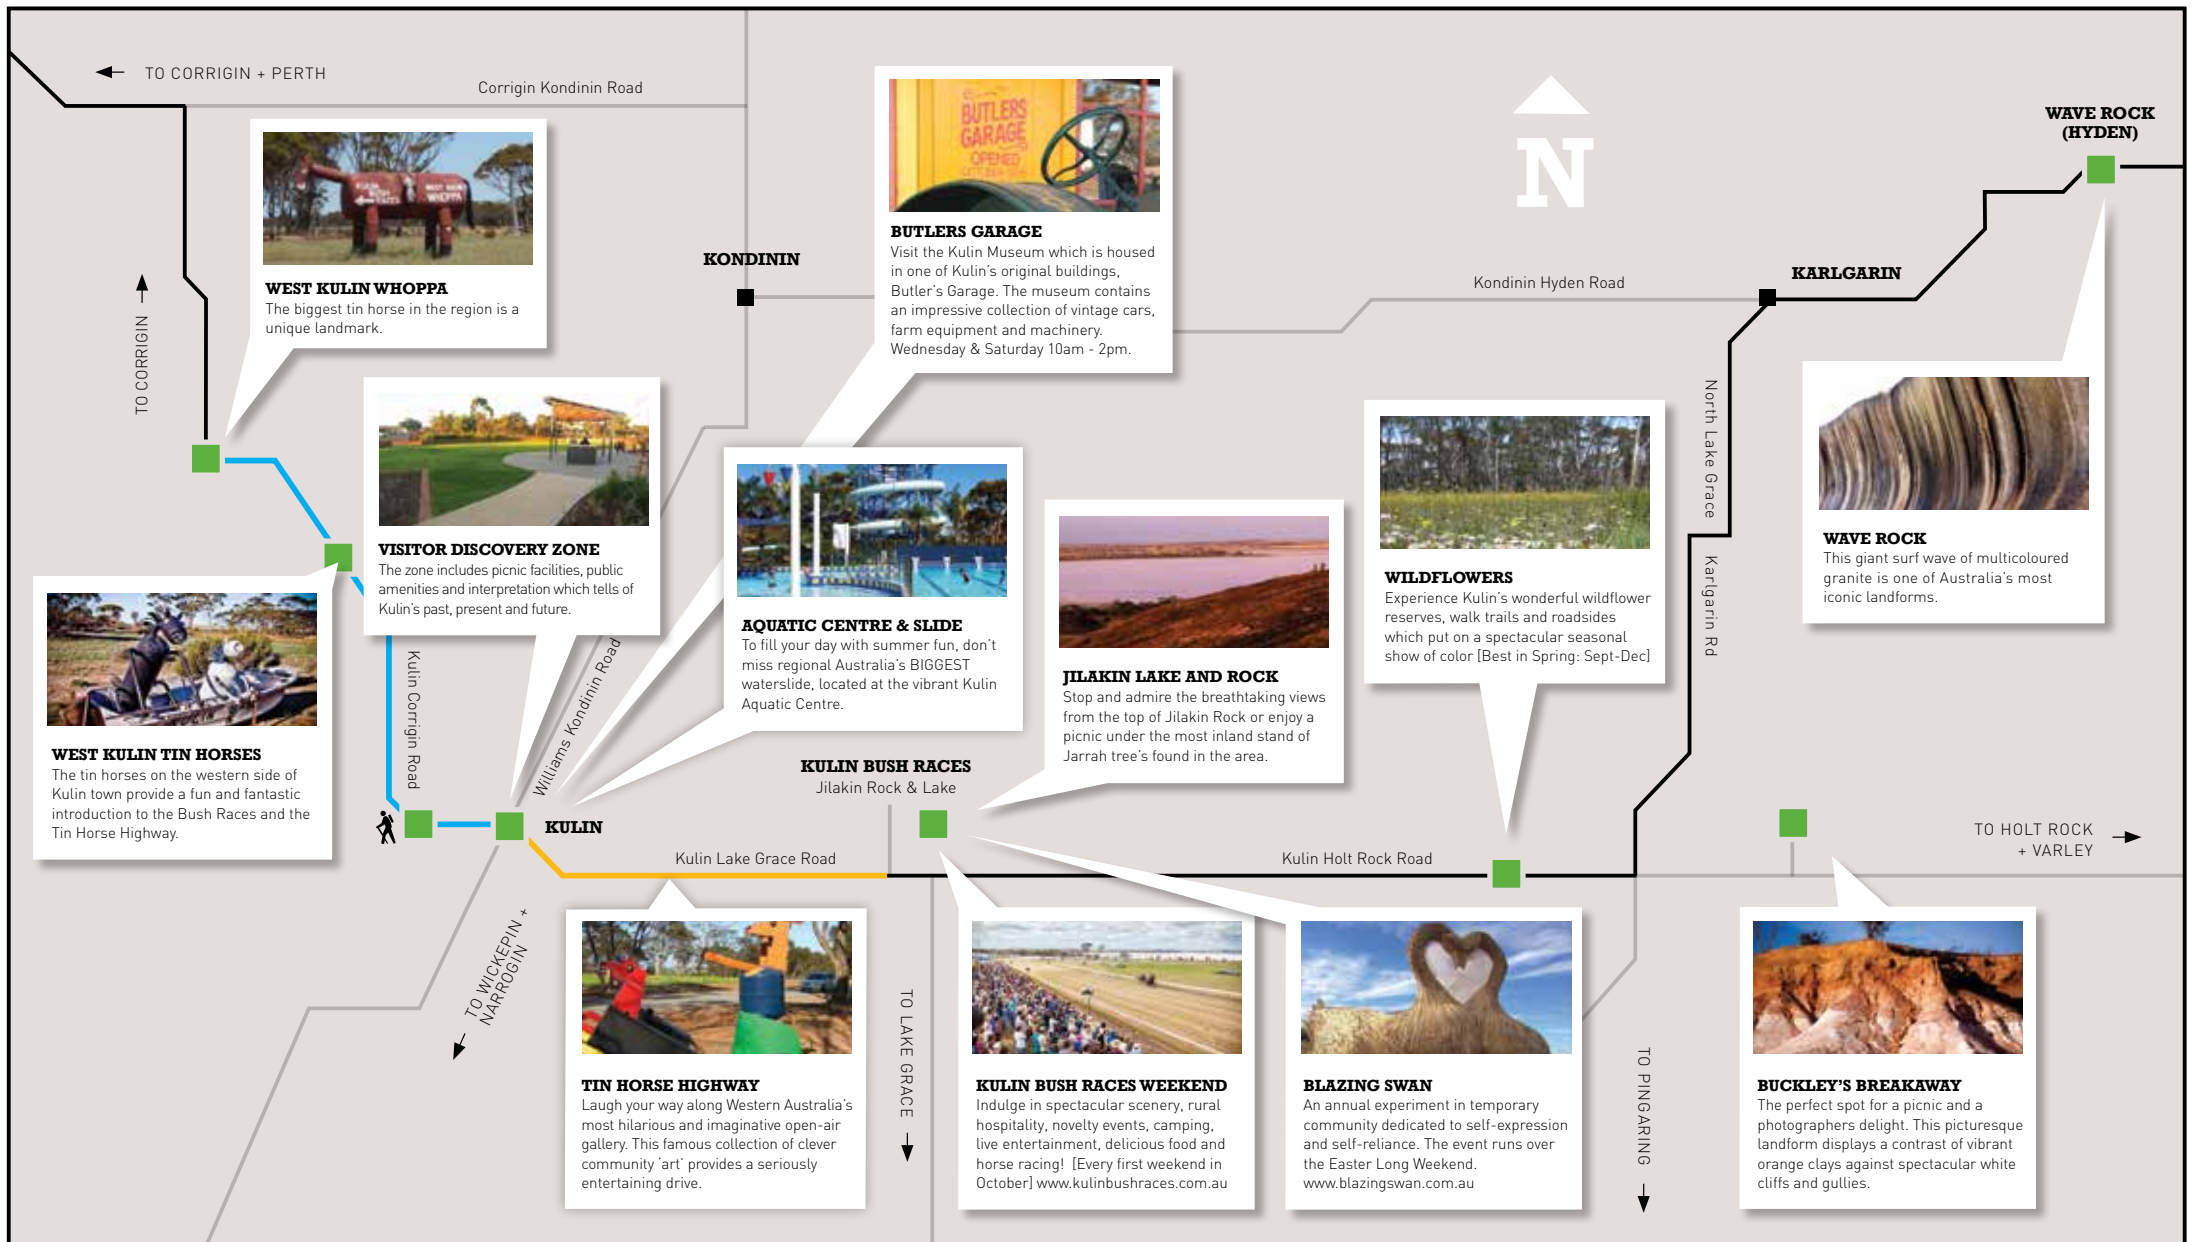 TO CORRIGIN + PERTH
Corrigin Kondinin Road
WAVE ROCK
(HYDEN)
N
BUTLERS
GARAGE
OPENED
WEST KULIN
WHOPPA
WEST KULIN WHOPPA
The biggest tin horse in the region is a
unique landmark.
TO CORRIGIN
KONDININ
BUTLERS GARAGE
Visit the Kulin Museum which is housed
in one of Kulin's original buildings,
Butler's Garage. The museum contains
an impressive collection of vintage cars,
farm equipment and machinery.
Wednesday & Saturday 10am - 2pm.
Kondinin Hyden Road
KARLGARIN
North Lake Grace
Karlgarin Rd
WAVE ROCK
This giant surf wave of multicoloured
granite is one of Australia's most
iconic landforms.
VISITOR DISCOVERY ZONE
The zone includes picnic facilities, public
amenities and interpretation which tells of
Kulin's past, present and future.
AQUATIC CENTRE & SLIDE
To fill your day with summer fun, don't
miss regional Australia's BIGGEST
waterslide, located at the vibrant Kulin
Aquatic Centre.
JILAKIN LAKE AND ROCK
Stop and admire the breathtaking views
from the top of Jilakin Rock or enjoy a
picnic under the most inland stand of
Jarrah tree's found in the area.
WILDFLOWERS
Experience Kulin's wonderful wildflower
reserves, walk trails and roadsides
which put on a spectacular seasonal
show of color [Best in Spring: Sept-Dec]
WEST KULIN TIN HORSES
The tin horses on the western side of
Kulin town provide a fun and fantastic
introduction to the Bush Races and the
Tin Horse Highway.
Kulin Corrigin Road
Williams Kondinin Road
KULIN
KULIN BUSH RACES
Jilakin Rock & Lake
Kulin Lake Grace Road
Kulin Holt Rock Road
TO HOLT ROCK
+ VARLEY
TO WICKEPIN +
NARROGIN
TIN HORSE HIGHWAY
Laugh your way along Western Australia's
most hilarious and imaginative open-air
gallery. This famous collection of clever
community 'art' provides a seriously
entertaining drive.
TO LAKE GRACE
KULIN BUSH RACES WEEKEND
Indulge in spectacular scenery, rural
hospitality, novelty events, camping,
live entertainment, delicious food and
horse racing! [Every first weekend in
October] www.kulinbushraces.com.au
BLAZING SWAN
An annual experiment in temporary
community dedicated to self-expression
and self-reliance. The event runs over
the Easter Long Weekend.
www.blazingswan.com.au
TO PINGARING
BUCKLEY'S BREAKAWAY
The perfect spot for a picnic and a
photographers delight. This picturesque
landform displays a contrast of vibrant
orange clays against spectacular white
cliffs and gullies.